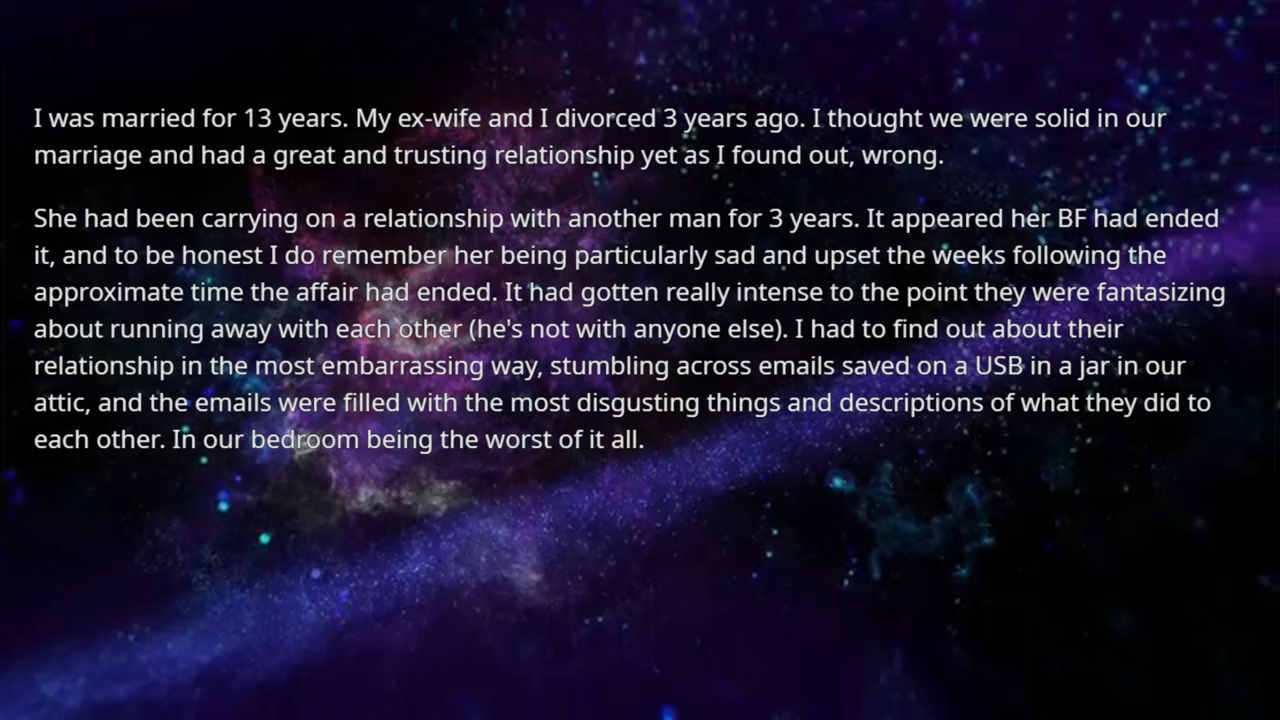 I was married for 13 years. My ex-wife and I divorced 3 years ago. I thought we were solid in our
marriage and had a great and trusting relationship yet as I found out, wrong.
She had been carrying on a relationship with another man for 3 years. It appeared her BF had ended
it, and to be honest I do remember her being particularly sad and upset the weeks following the
approximate time the affair had ended. It had gotten really intense to the point they were fantasizing
about running away with each other (he's not with anyone else). I had to find out about their
relationship in the most embarrassing way, stumbling across emails saved on a USB in a jar in our
attic, and the emails were filled with the most disgusting things and descriptions of what they did to
each other. In our bedroom being the worst of it all.